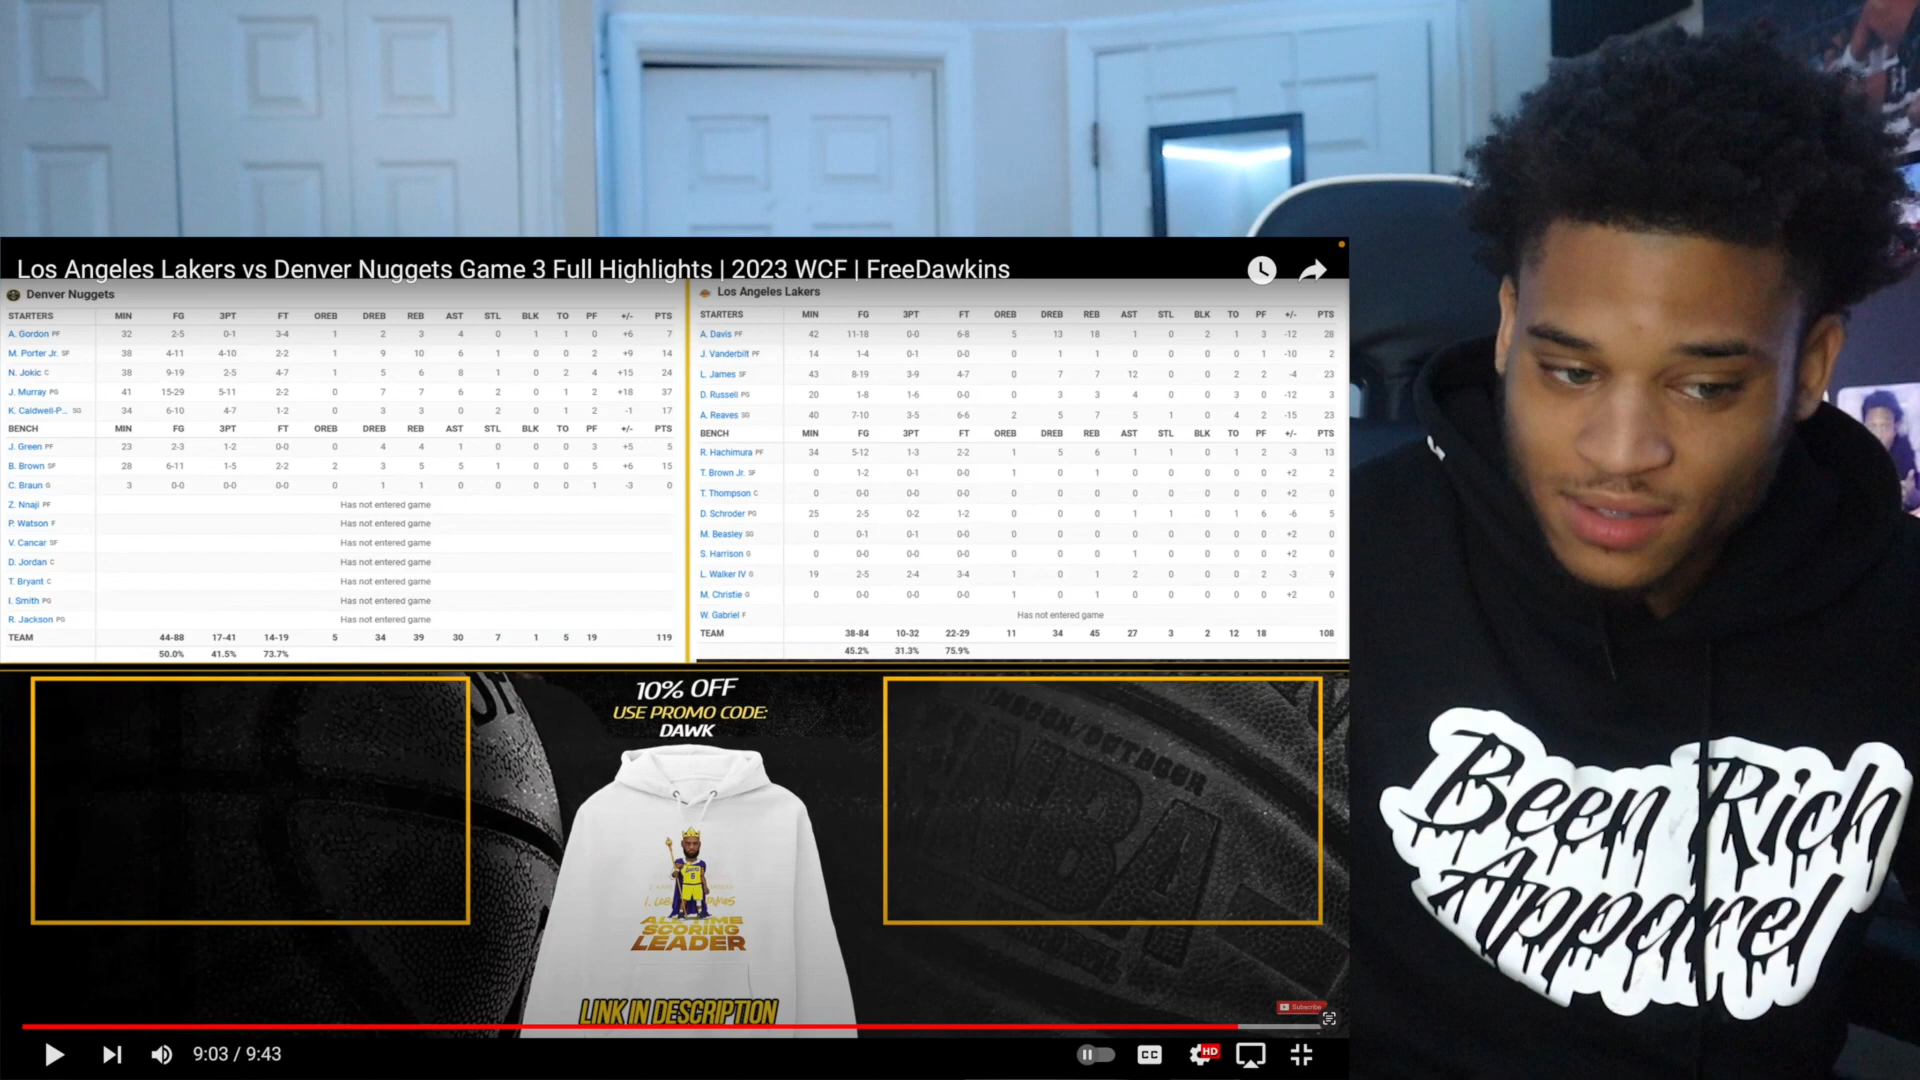 Los Angeles Lakers vs Denver Nuggets Game 3 Full Highlights | 2023 WCF | FreeDawkins
Denver Nuggets
STARTERS MIN FG 3PT FT OREB DREB REB AST STL BLK TO PF +/- PTS
A. Gordon PF 32 2-5 0-1 3-4 1 2 3 4 0 1 1 0 +6 7
M. Porter Jr. SF 38 4-11 4-10 2-2 1 9 10 6 1 0 0 2 +9 14
N. Jokic C 38 9-19 2-5 4-7 1 5 6 8 1 0 2 4 +15 24
J. Murray PG 41 15-29 5-11 2-2 0 7 7 6 2 0 1 2 +18 37
K. Caldwell-P... SG 34 6-10 4-7 1-2 0 3 3 0 2 0 1 2 -1 17
BENCH MIN FG 3PT FT OREB DREB REB AST STL BLK TO PF +/- PTS
J. Green PF 23 2-3 1-2 0-0 0 4 4 1 0 0 0 3 +5 5
B. Brown SF 28 6-11 1-5 2-2 2 3 5 5 1 0 0 5 +6 15
C. Braun G 3 0-0 0-0 0-0 0 1 1 0 0 0 0 1 -3 0
Z. Nnaji PF Has not entered game
P. Watson F Has not entered game
V. Cancar SF Has not entered game
D. Jordan C Has not entered game
T. Bryant C Has not entered game
I. Smith PG Has not entered game
R. Jackson PG Has not entered game
TEAM 44-88 17-41 14-19 5 34 39 30 7 1 5 19 119
50.0% 41.5% 73.7%
Los Angeles Lakers
STARTERS MIN FG 3PT FT OREB DREB REB AST STL BLK TO PF +/- PTS
A. Davis PF 42 11-18 0-0 6-8 5 13 18 1 0 2 1 3 -12 28
J. Vanderbilt PF 14 1-4 0-1 0-0 0 1 1 0 0 0 0 1 -10 2
L. James SF 43 8-19 3-9 4-7 0 7 7 12 0 0 2 2 -4 23
D. Russell PG 20 1-8 1-6 0-0 0 3 3 4 0 0 3 0 -12 3
A. Reaves SG 40 7-10 3-5 6-6 2 5 7 5 1 0 4 2 -15 23
BENCH MIN FG 3PT FT OREB DREB REB AST STL BLK TO PF +/- PTS
R. Hachimura PF 34 5-12 1-3 2-2 1 5 6 1 1 0 1 2 -3 13
T. Brown Jr. SF 0 1-2 0-1 0-0 1 0 1 0 0 0 0 0 +2 2
T. Thompson C 0 0-0 0-0 0-0 0 0 0 0 0 0 0 0 +2 0
D. Schroder PG 25 2-5 0-2 1-2 0 0 0 1 1 0 1 6 -6 5
M. Beasley SG 0 0-1 0-1 0-0 0 0 0 0 0 0 0 0 +2 0
S. Harrison G 0 0-0 0-0 0-0 0 0 0 1 0 0 0 0 +2 0
L. Walker IV G 19 2-5 2-4 3-4 1 0 1 2 0 0 0 2 -3 9
M. Christie G 0 0-0 0-0 0-0 1 0 1 0 0 0 0 0 +2 0
W. Gabriel F Has not entered game
TEAM 38-84 10-32 22-29 11 34 45 27 3 2 12 18 108
45.2% 31.3% 75.9%
10% OFF
USE PROMO CODE:
DAWK
INDOOR/OUTDOOR
NBA
ALL TIME
SCORING
LEADER
LINK IN DESCRIPTION
Subscribe
9:03 / 9:43
CC
HD
Been Rich
Apparel